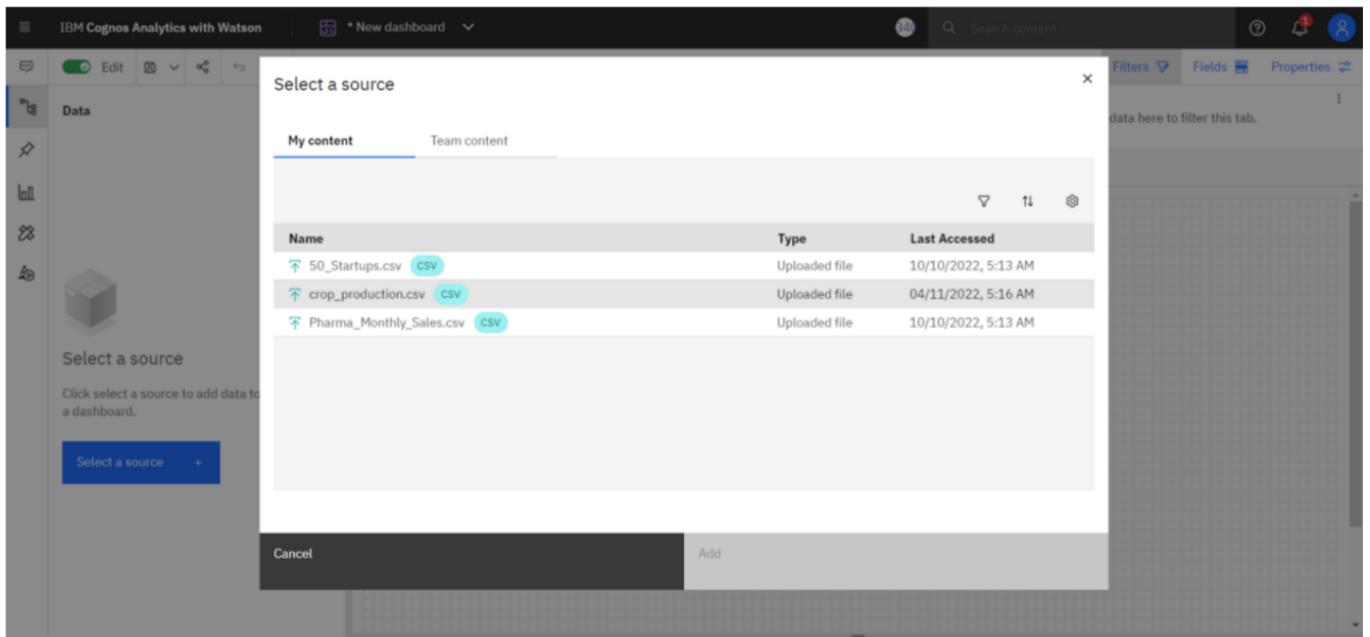 IBM Cognos Analytics with Watson
* New dashboard
Search content
1
Edit
Filters
Fields
Properties
Data
data here to filter this tab.
Select a source
Click select a source to add data to
a dashboard.
Select a source +
Select a source
My content Team content
Name Type Last Accessed
50_Startups.csv CSV Uploaded file 10/10/2022, 5:13 AM
crop_production.csv CSV Uploaded file 04/11/2022, 5:16 AM
Pharma_Monthly_Sales.csv CSV Uploaded file 10/10/2022, 5:13 AM
Cancel Add